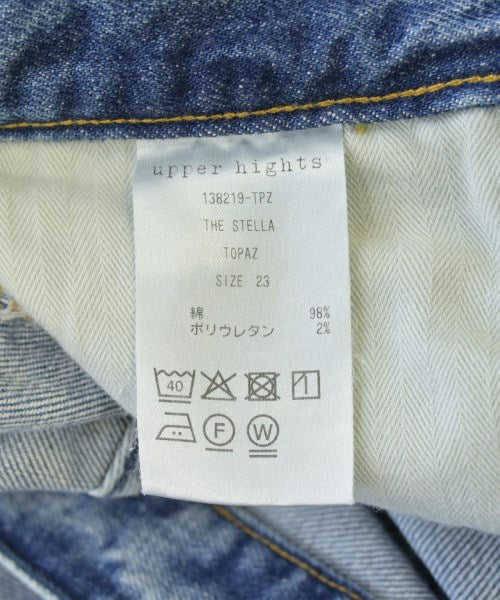 upper hights
138219-TPZ
THE STELLA
TOPAZ
SIZE 23
綿 98%
ポリウレタン 2%
40 1
F W